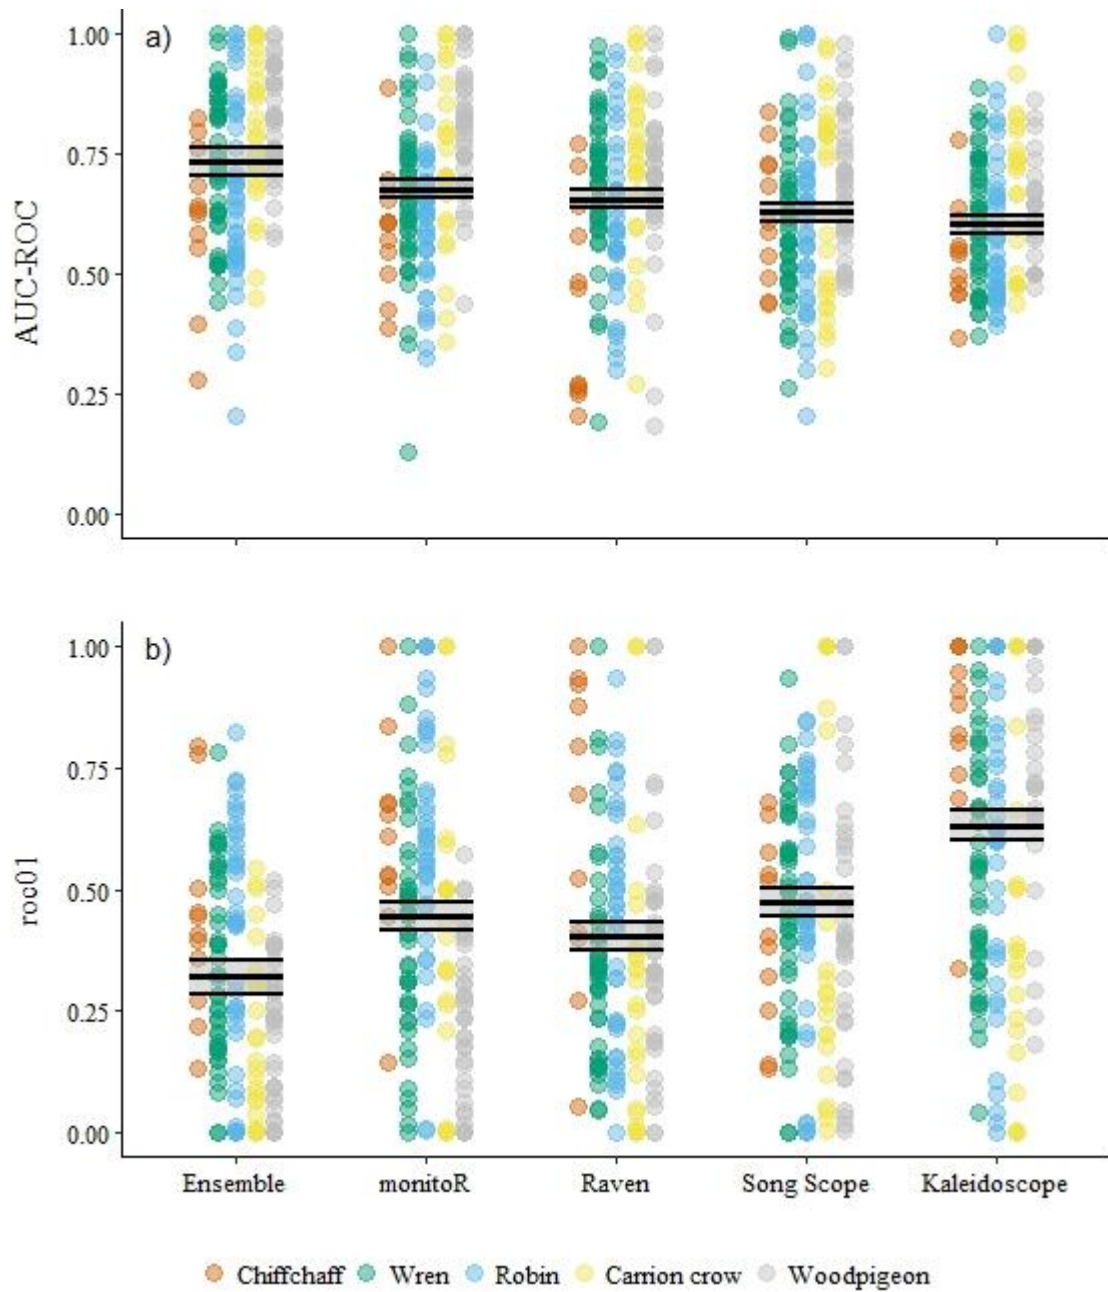 a)
1.00
0.75
0.50
0.25
0.00
AUC-ROC
b)
1.00
0.75
0.50
0.25
0.00
roc01
Ensemble monitoR Raven Song Scope Kaleidoscope
Chiffchaff Wren Robin Carrion crow Woodpigeon